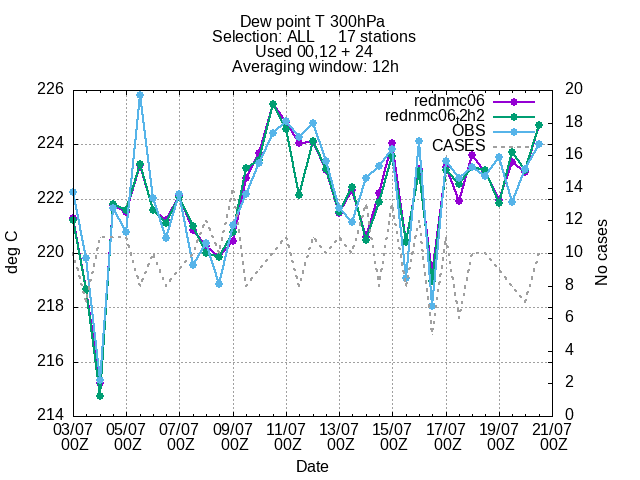 Dew point T 300hPa
Selection: ALL 17 stations
Used 00,12 + 24
Averaging window: 12h
rednmc06
rednmc06.2h2
OBS
CASES
226
224
222
220
218
216
214
deg C
20
18
16
14
12
10
8
6
4
2
0
No cases
03/07 05/07 07/07 09/07 11/07 13/07 15/07 17/07 19/07 21/07
00Z 00Z 00Z 00Z 00Z 00Z 00Z 00Z 00Z 00Z
Date